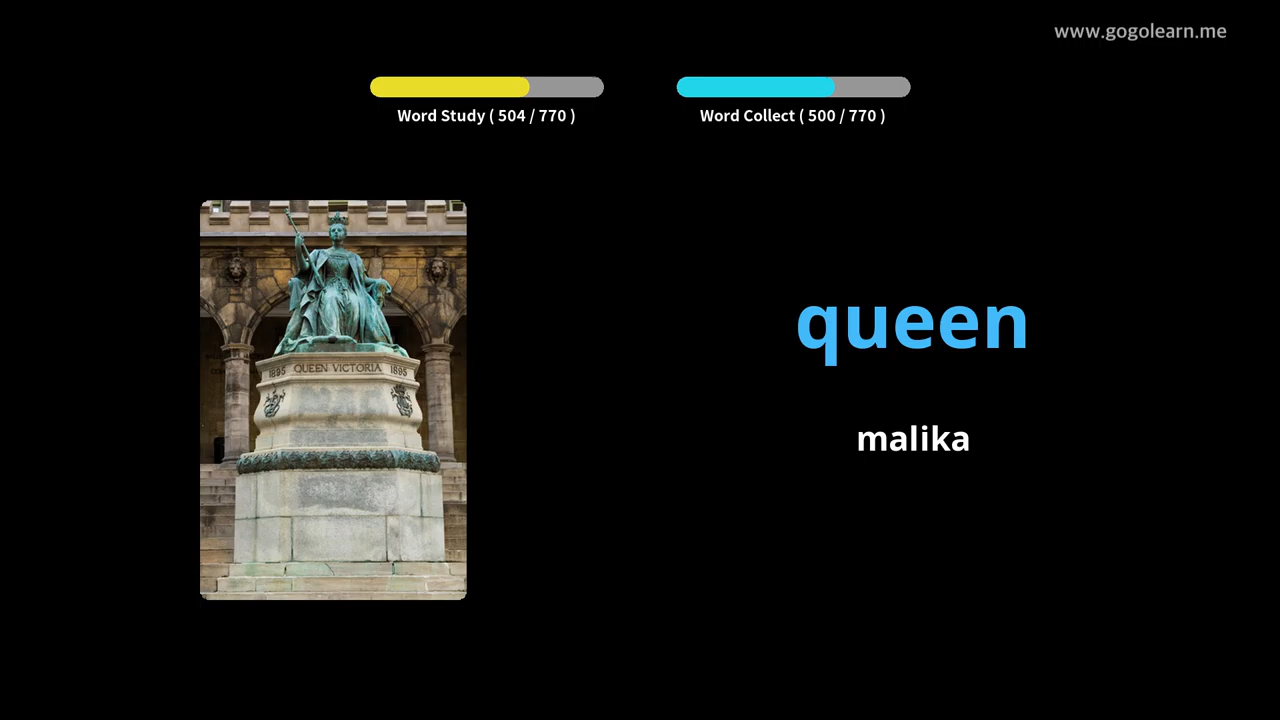 www.gogolearn.me
Word Study ( 504 / 770 )
Word Collect ( 500 / 770 )
1895 QUEEN VICTORIA 1895
queen
malika